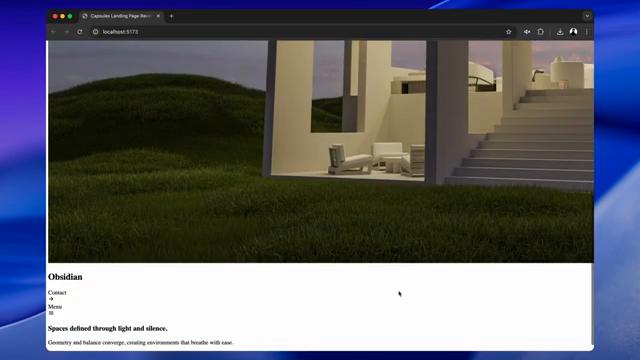 Capsules Landing Page Rever
localhost:5173
Obsidian
Contact
Menu
Spaces defined through light and silence.
Geometry and balance converge, creating environments that breathe with ease.